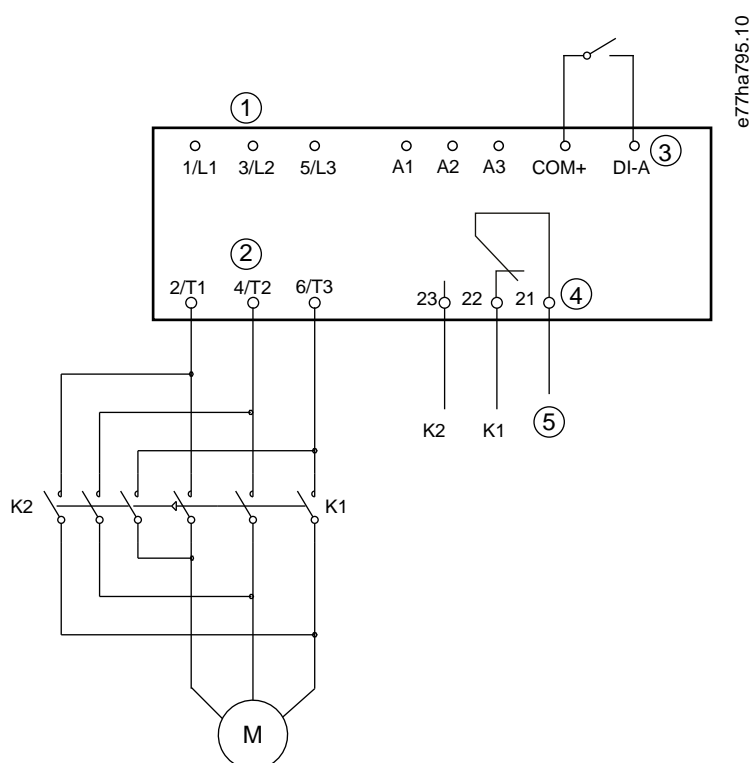 e77ha795.10
1
1/L1 3/L2 5/L3 A1 A2 A3 COM+ DI-A 3
2
2/T1 4/T2 6/T3 23 22 21 4
K2 K1 5
K2 K1
M